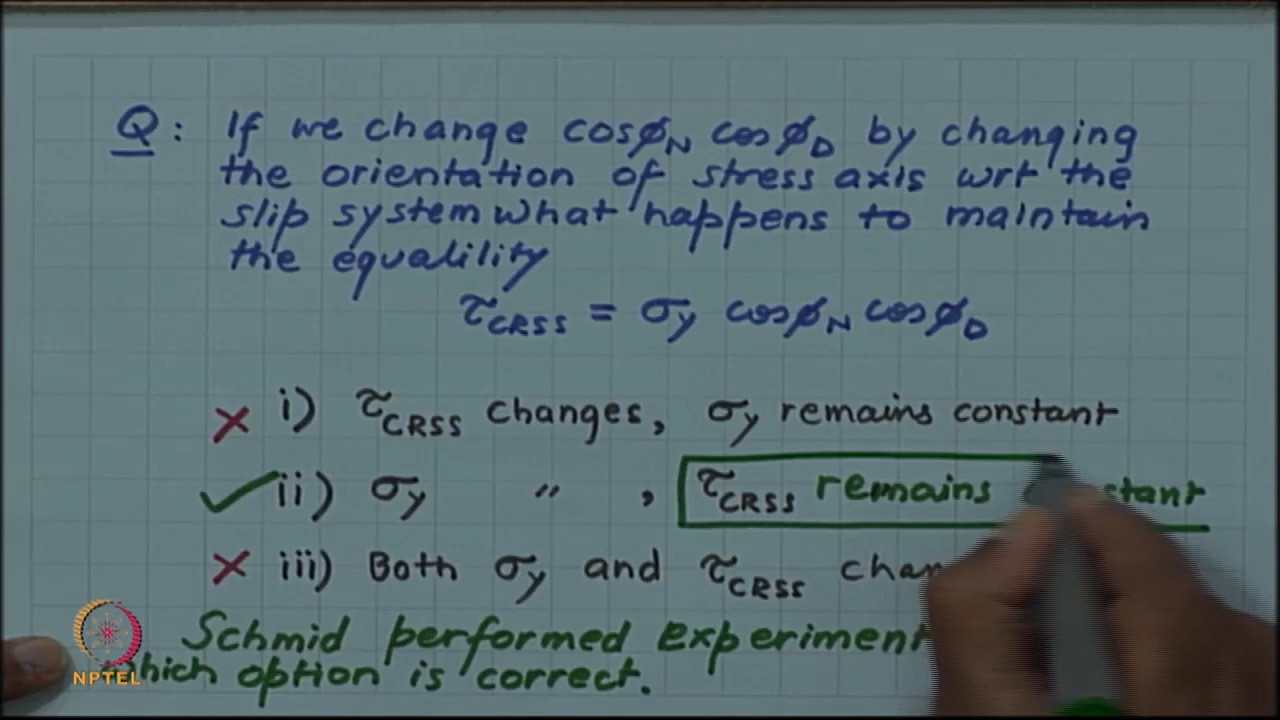 Q: If we change cosϕN cosϕD by changing
the orientation of stress axis wrt the
slip system what happens to maintain
the equalility
τCRSS = σy cosϕN cosϕD
✗ i) τCRSS changes, σy remains constant
✓ ii) σy " , τCRSS remains
✗ iii) Both σy and τCRSS
Schmid performed Experiment
which option is correct.
NPTEL